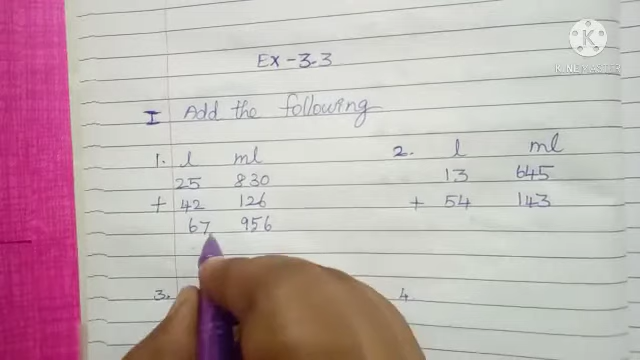 K
KINEMASTER
Ex - 3.3
I Add the following
1. l ml
25 830
+ 42 126
67 956
2. l ml
13 645
+ 54 143
3.
4